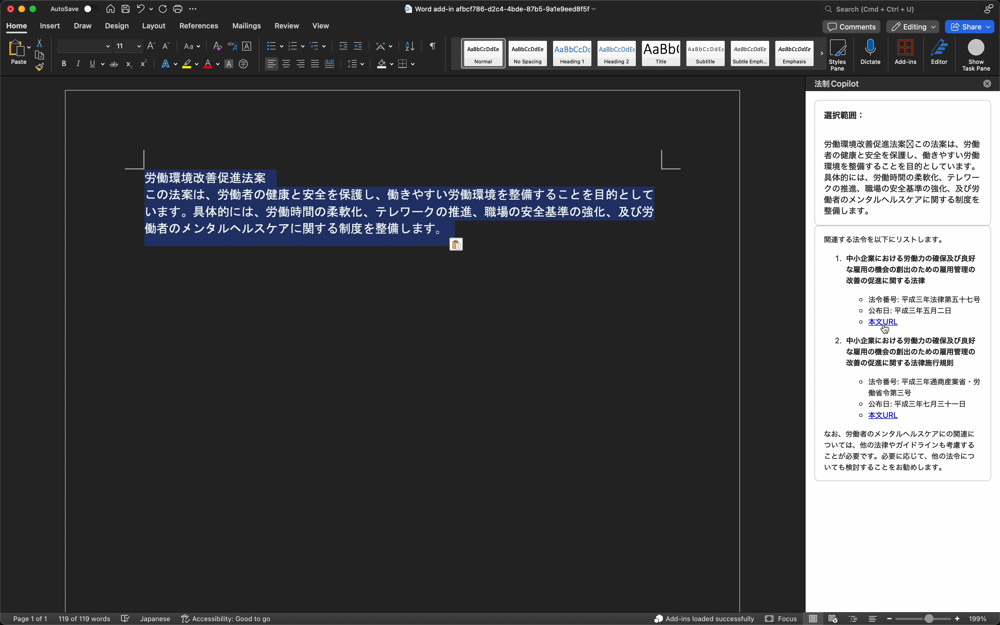 AutoSave
Word add-in afbcf786-d2c4-4bde-87b5-9a1e9eed8f5f
Search (Cmd + Ctrl + U)
Home Insert Draw Design Layout References Mailings Review View
Comments Editing Share
Paste
11
Aa
AaBbCcDdEe Normal
AaBbCcDdEe No Spacing
AaBbCcDc Heading 1
AaBbCcDdEe Heading 2
AaBb( Title
AaBbCcDdEe Subtitle
AaBbCcDdEe Subtle Emph...
AaBbCcDdEe Emphasis
Styles Pane
Dictate
Add-ins
Editor
Show Task Pane
労働環境改善促進法案
この法案は、労働者の健康と安全を保護し、働きやすい労働環境を整備することを目的として
います。具体的には、労働時間の柔軟化、テレワークの推進、職場の安全基準の強化、及び労
働者のメンタルヘルスケアに関する制度を整備します。
法制 Copilot
選択範囲：
労働環境改善促進法案この法案は、労働
者の健康と安全を保護し、働きやすい労働
環境を整備することを目的としています。
具体的には、労働時間の柔軟化、テレワー
クの推進、職場の安全基準の強化、及び労
働者のメンタルヘルスケアに関する制度を
整備します。
関連する法令を以下にリストします。
1. 中小企業における労働力の確保及び良好
な雇用の機会の創出のための雇用管理の
改善の促進に関する法律
法令番号: 平成三年法律第五十七号
公布日: 平成三年五月二日
本文URL
2. 中小企業における労働力の確保及び良好
な雇用の機会の創出のための雇用管理の
改善の促進に関する法律施行規則
法令番号: 平成三年通商産業省・労
働省令第三号
公布日: 平成三年七月三十一日
本文URL
なお、労働者のメンタルヘルスケアにの関連に
ついては、他の法律やガイドラインも考慮する
ことが必要です。必要に応じて、他の法令につ
いても検討することをお勧めします。
Page 1 of 1 119 of 119 words Japanese Accessibility: Good to go
Add-ins loaded successfully Focus 199%